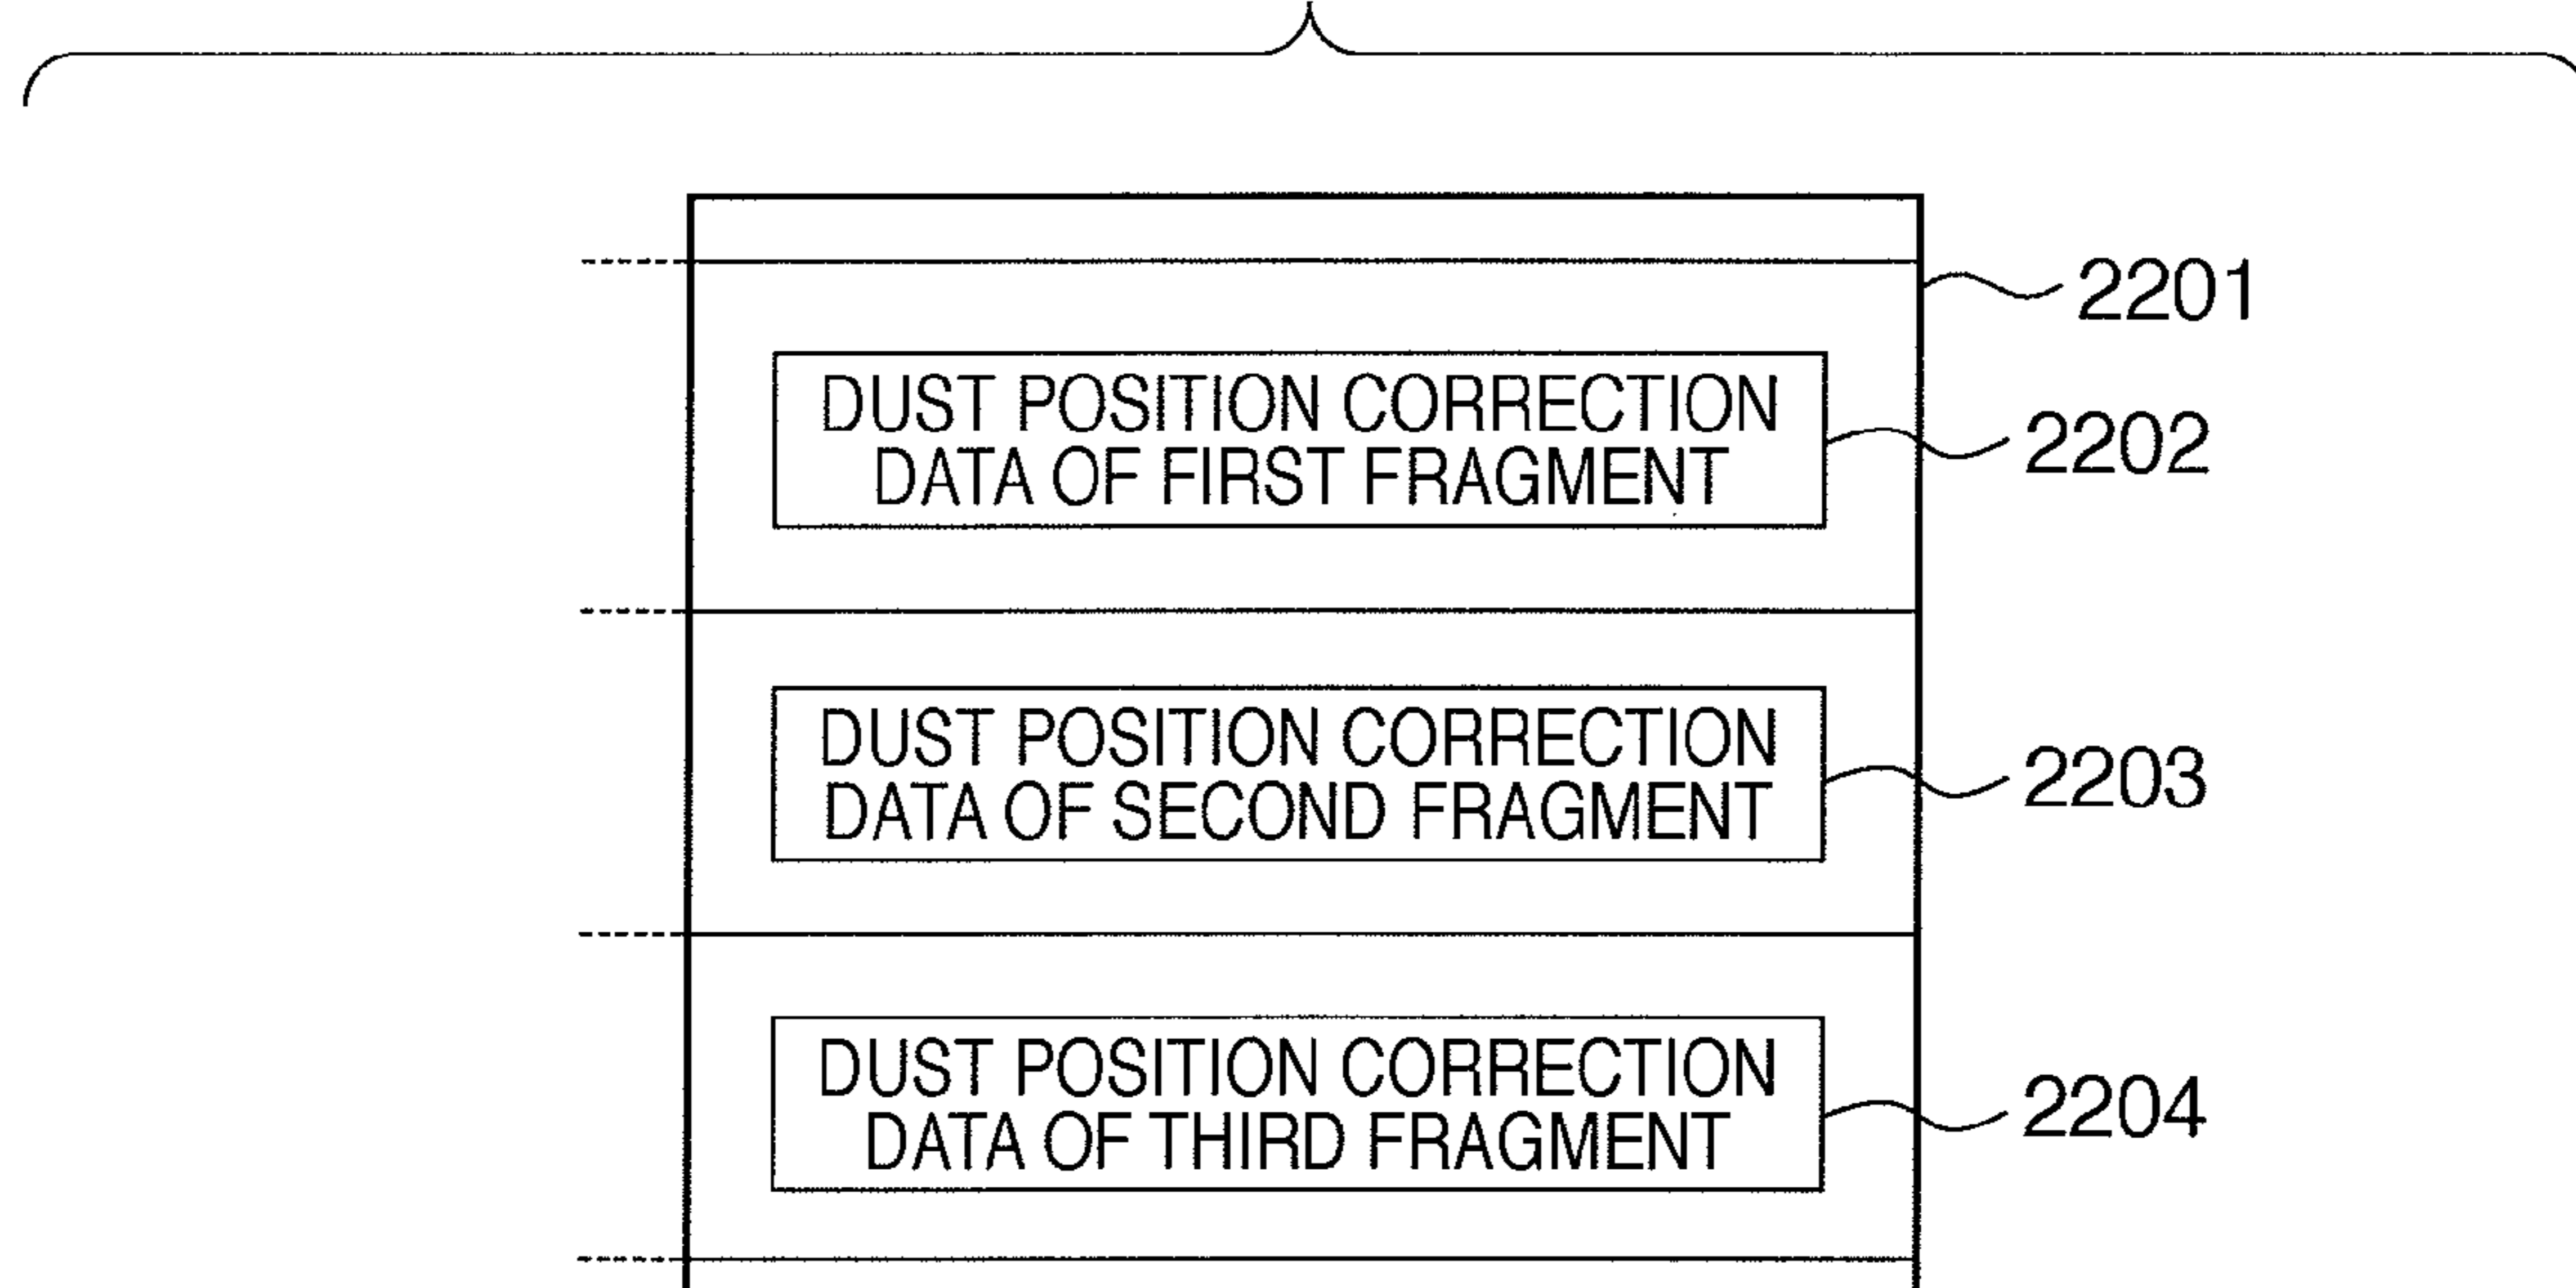 2201
DUST POSITION CORRECTION
DATA OF FIRST FRAGMENT
2202
DUST POSITION CORRECTION
DATA OF SECOND FRAGMENT
2203
DUST POSITION CORRECTION
DATA OF THIRD FRAGMENT
2204